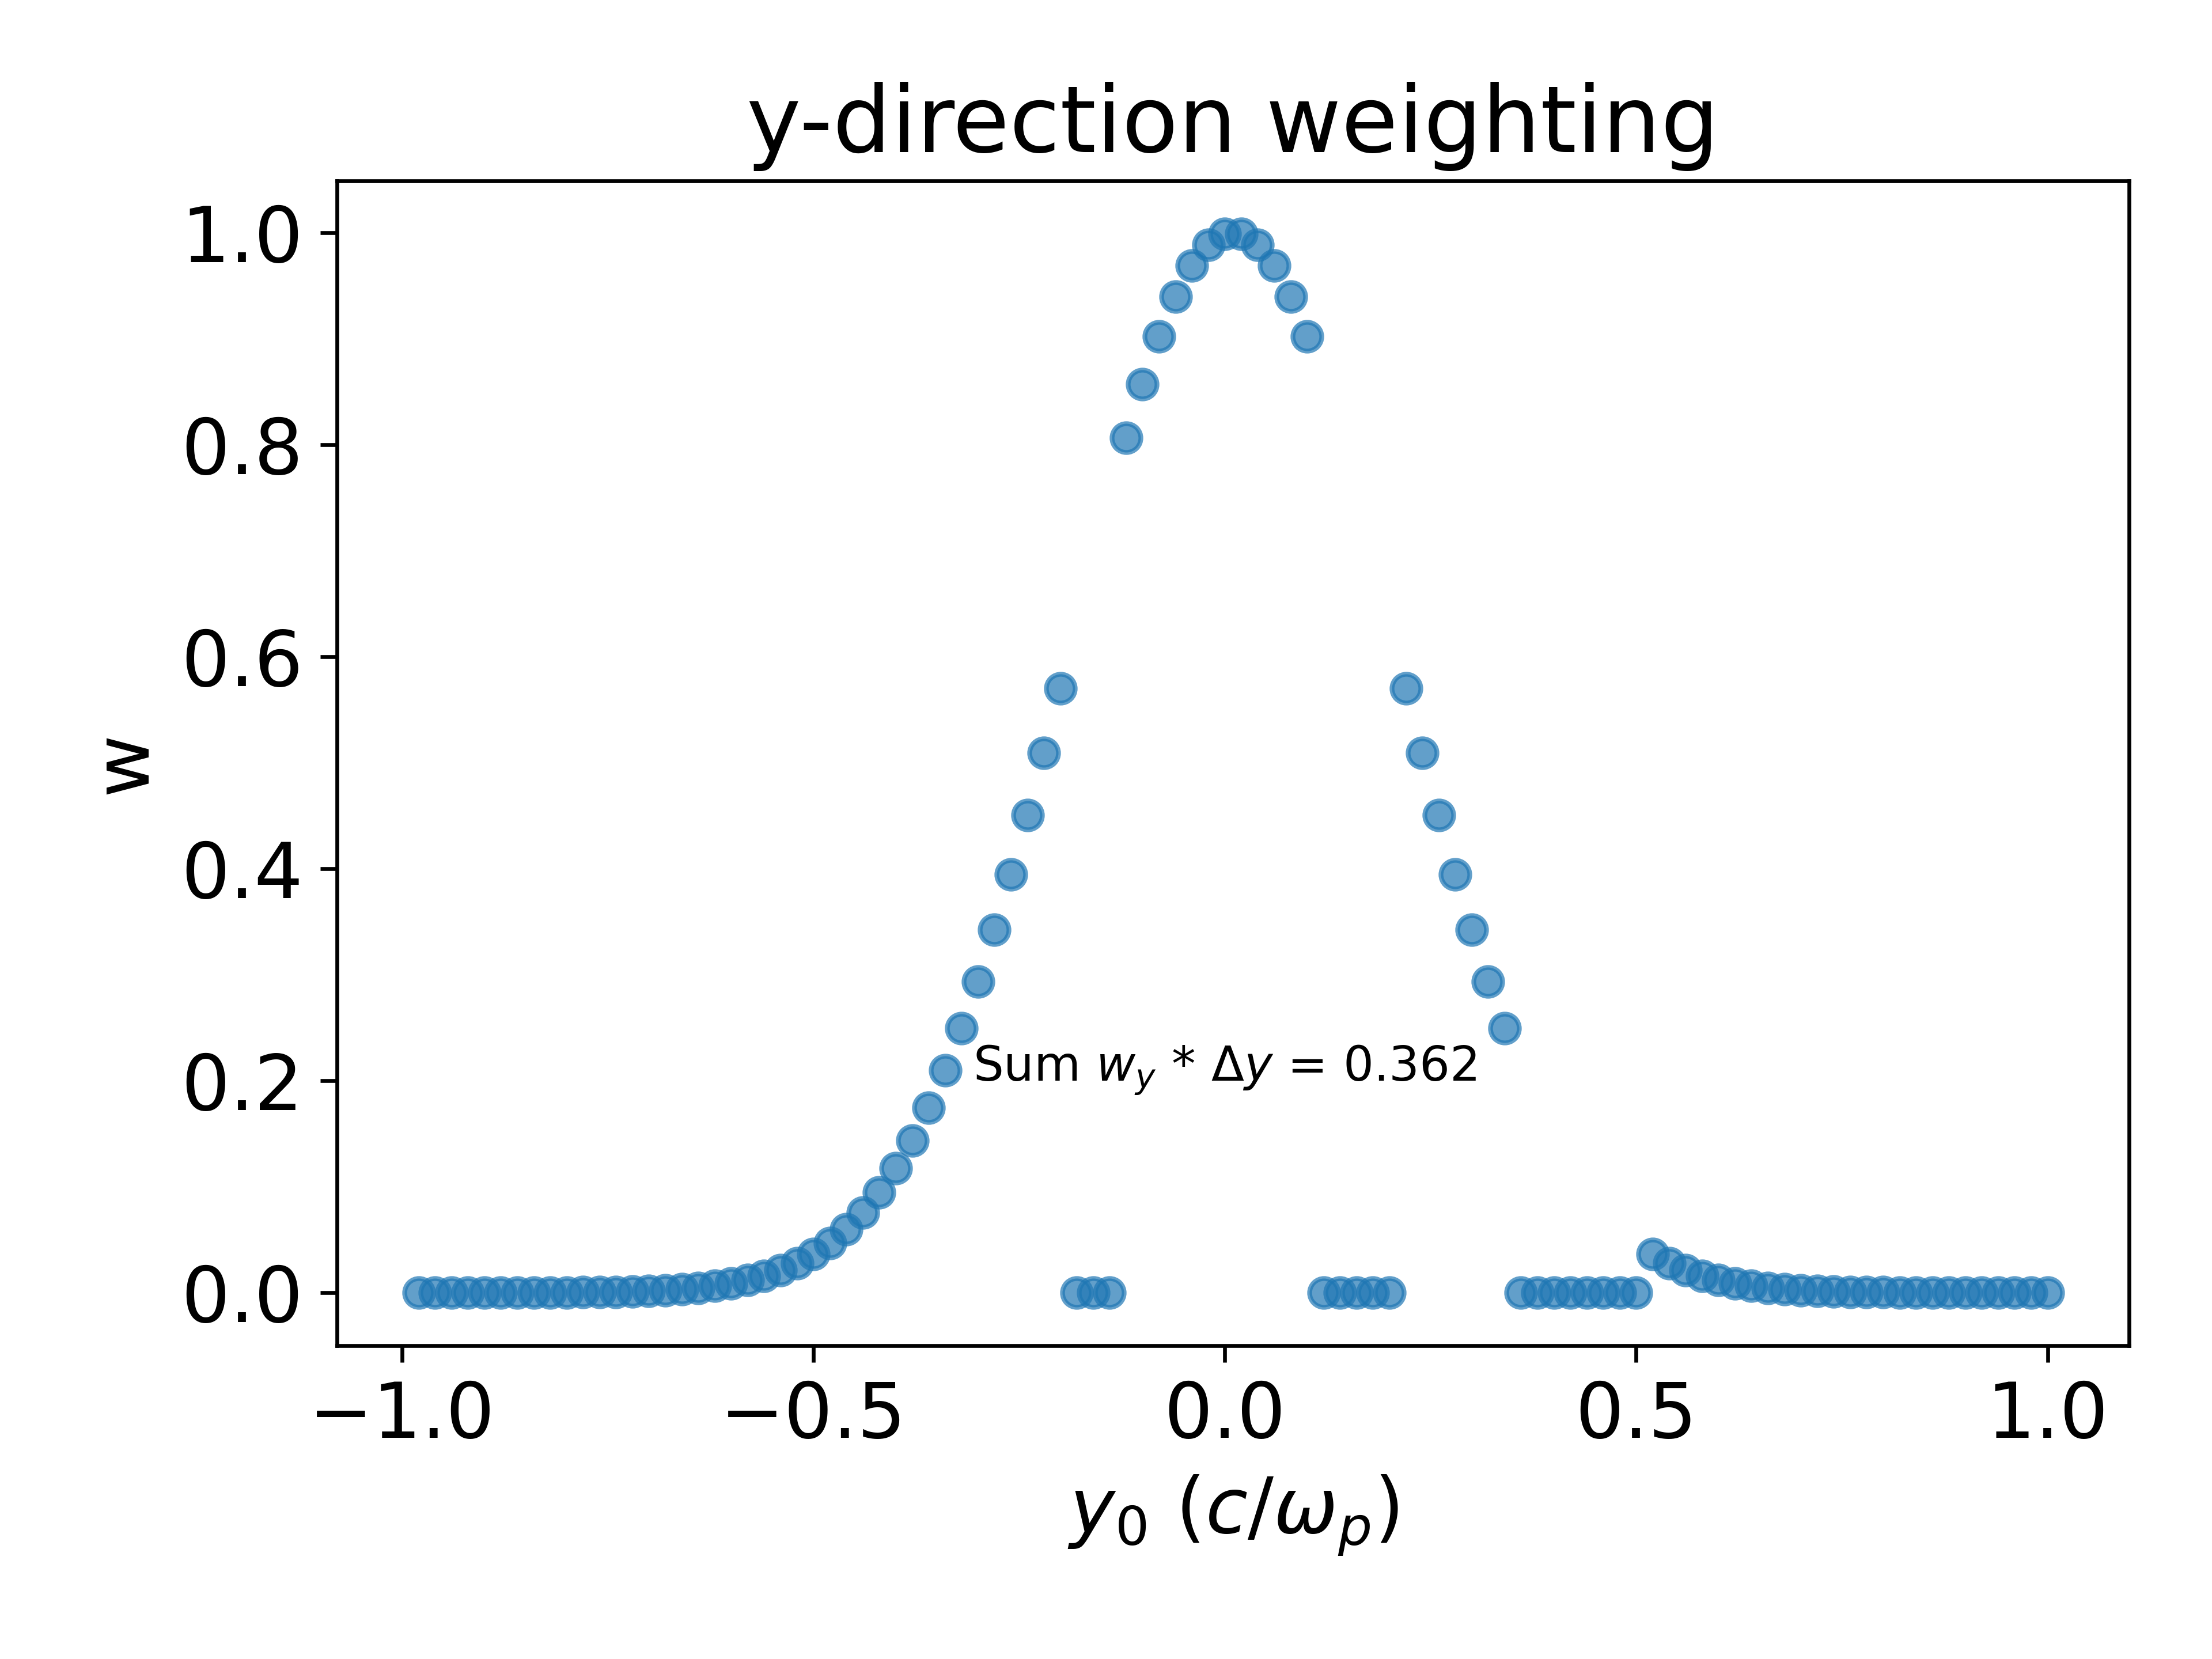 y-direction weighting
1.0
0.8
0.6
0.4
0.2
0.0
w
Sum $w_y$ * Δy = 0.362
−1.0 −0.5 0.0 0.5 1.0
$y_0$ ($c/\omega_p$)